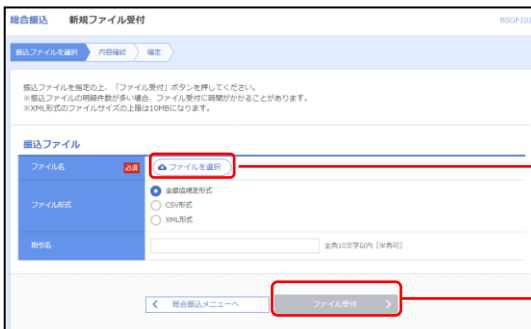 総合振込 新規ファイル受付
BSGF101
振込ファイルを選択 内容確認 確定
振込ファイルを指定の上、「ファイル受付」ボタンを押してください。
※振込ファイルの明細件数が多い場合、ファイル受付に時間がかかることがあります。
※XML形式のファイルサイズの上限は10MBになります。
振込ファイル
ファイル名 必須 ファイルを選択
ファイル形式
全銀協規定形式
CSV形式
XML形式
取引名 全角10文字以内［半角可］
総合振込メニューへ ファイル受付